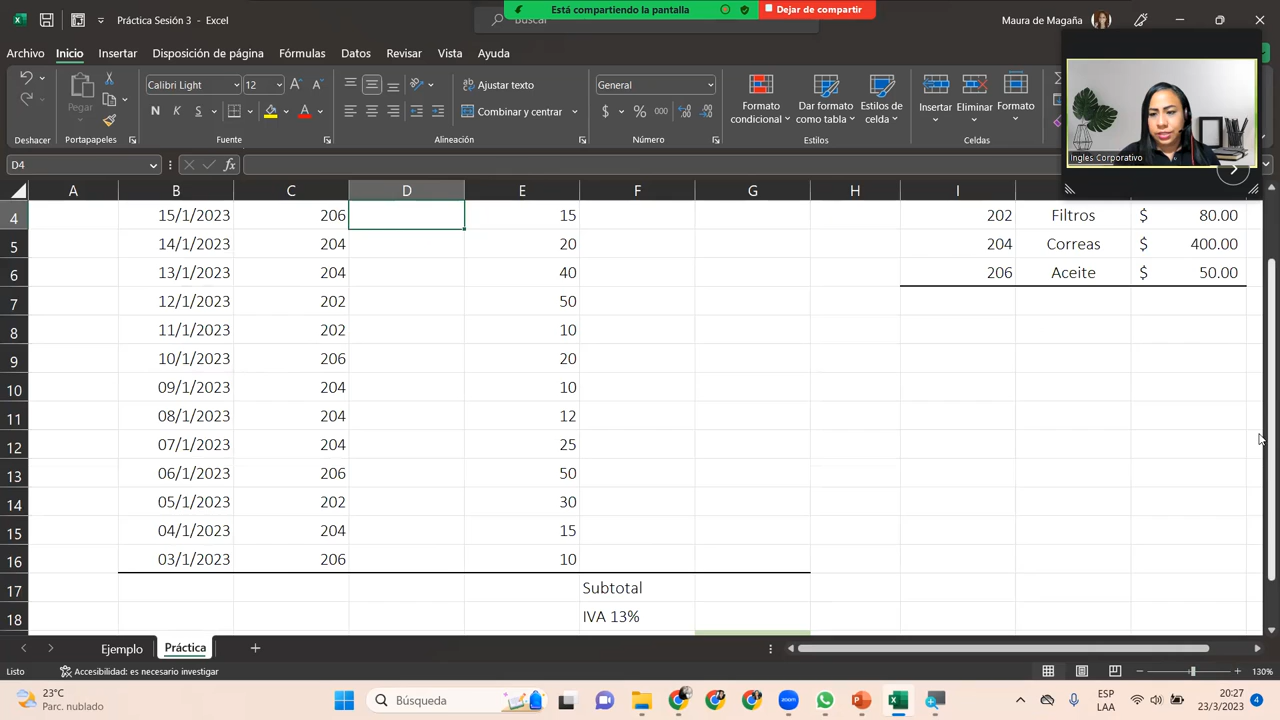 Práctica Sesión 3 - Excel
Está compartiendo la pantalla
Dejar de compartir
Buscar
Maura de Magaña
Archivo Inicio Insertar Disposición de página Fórmulas Datos Revisar Vista Ayuda
Calibri Light 12
Ajustar texto
General
Pegar
N K S
Combinar y centrar
$ % 000
Formato condicional
Dar formato como tabla
Estilos de celda
Insertar Eliminar Formato
Deshacer Portapapeles Fuente Alineación Número Estilos Celdas
Ingles Corporativo
D4
fx
A B C D E F G H I
4 15/1/2023 206 15 202 Filtros $ 80.00
5 14/1/2023 204 20 204 Correas $ 400.00
6 13/1/2023 204 40 206 Aceite $ 50.00
7 12/1/2023 202 50
8 11/1/2023 202 10
9 10/1/2023 206 20
10 09/1/2023 204 10
11 08/1/2023 204 12
12 07/1/2023 204 25
13 06/1/2023 206 50
14 05/1/2023 202 30
15 04/1/2023 204 15
16 03/1/2023 206 10
17 Subtotal
18 IVA 13%
Ejemplo Práctica
Listo Accesibilidad: es necesario investigar 130%
23°C
Parc. nublado
Búsqueda
zoom
ESP
LAA
20:27
23/3/2023
4